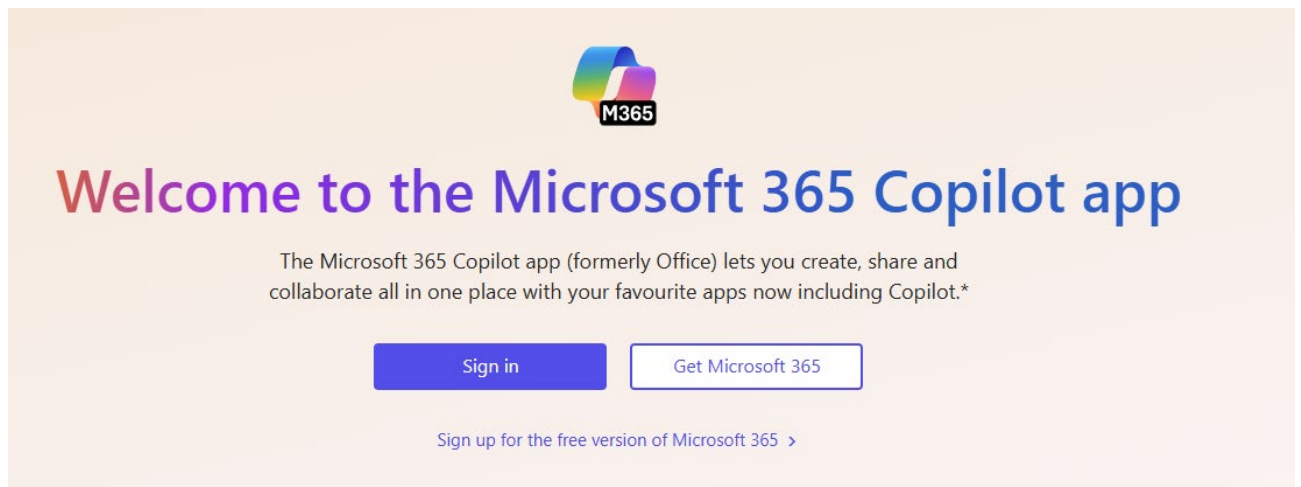 M365
Welcome to the Microsoft 365 Copilot app
The Microsoft 365 Copilot app (formerly Office) lets you create, share and
collaborate all in one place with your favourite apps now including Copilot.*
Sign in
Get Microsoft 365
Sign up for the free version of Microsoft 365 >